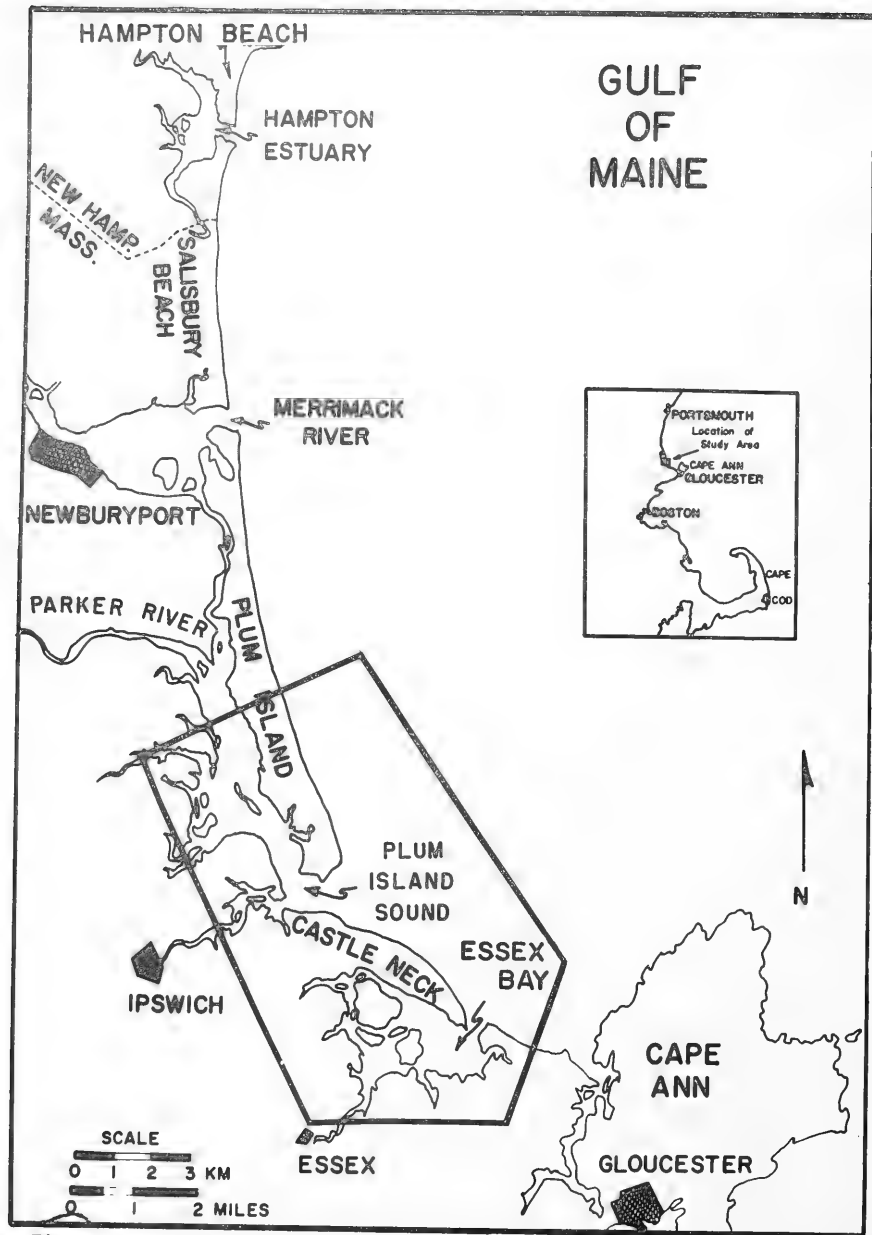 HAMPTON BEACH
GULF
OF
MAINE
HAMPTON
ESTUARY
NEW HAMP.
MASS.
SALISBURY
BEACH
MERRIMACK
RIVER
PORTSMOUTH
Location of
Study Area
CAPE ANN
GLOUCESTER
BOSTON
CAPE
COD
NEWBURYPORT
PARKER RIVER
PLUM ISLAND
PLUM
ISLAND
SOUND
N
CASTLE NECK
ESSEX
BAY
IPSWICH
CAPE
ANN
SCALE
0 1 2 3 KM
0 1 2 MILES
ESSEX
GLOUCESTER